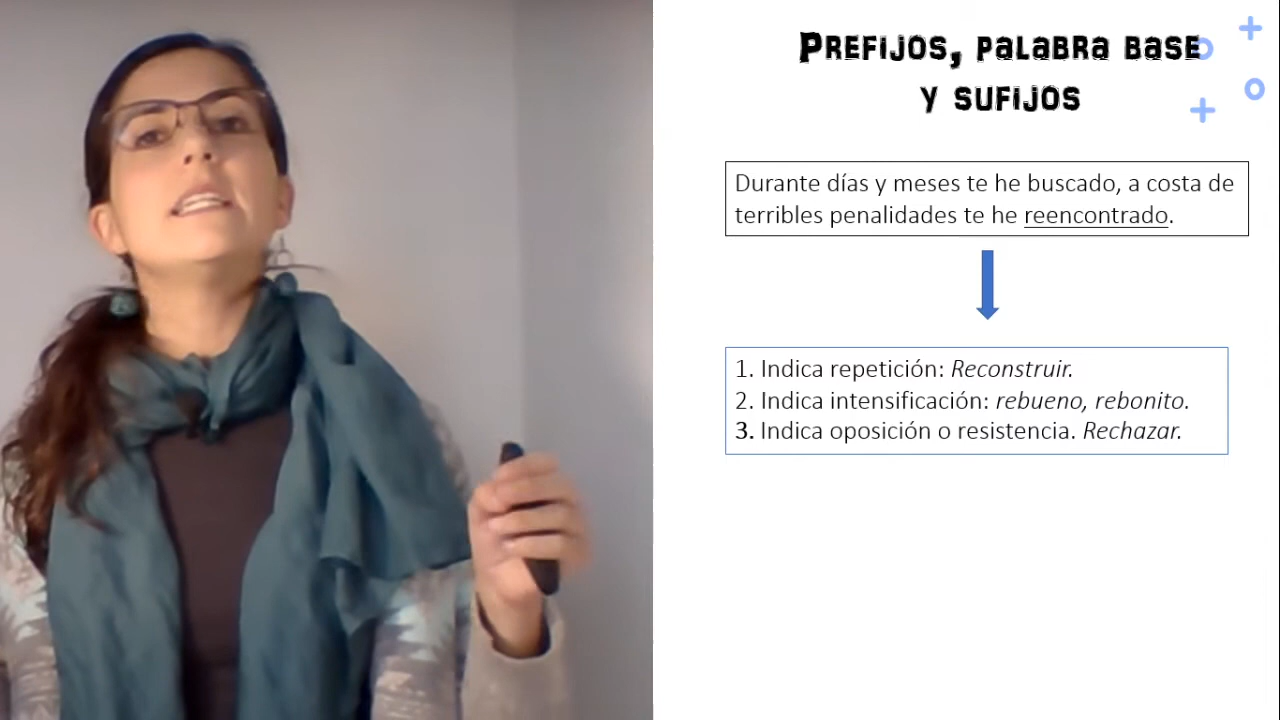 PREFIJOS, PALABRA BASE
Y SUFIJOS
Durante días y meses te he buscado, a costa de
terribles penalidades te he reencontrado.
1. Indica repetición: Reconstruir.
2. Indica intensificación: rebueno, rebonito.
3. Indica oposición o resistencia. Rechazar.